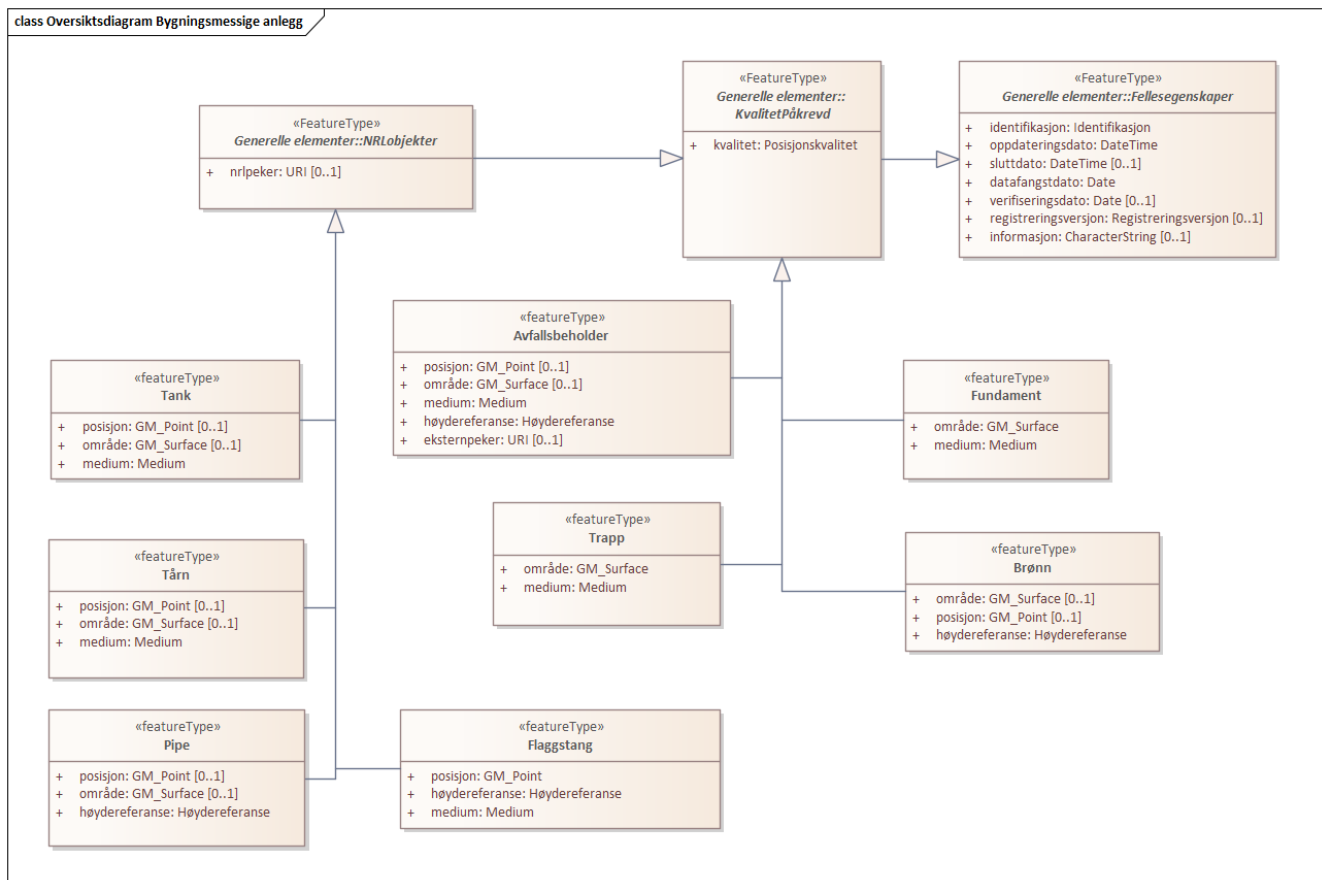 class Oversiktsdiagram Bygningsmessige anlegg
«FeatureType»
Generelle elementer::NRLobjekter
+ nrlpeker: URI [0..1]
«FeatureType»
Generelle elementer::
KvalitetPåkrevd
+ kvalitet: Posisjonskvalitet
«FeatureType»
Generelle elementer::Fellesegenskaper
+ identifikasjon: Identifikasjon
+ oppdateringsdato: DateTime
+ sluttdato: DateTime [0..1]
+ datafangstdato: Date
+ verifiseringsdato: Date [0..1]
+ registreringsversjon: Registreringsversjon [0..1]
+ informasjon: CharacterString [0..1]
«featureType»
Avfallsbeholder
+ posisjon: GM_Point [0..1]
+ område: GM_Surface [0..1]
+ medium: Medium
+ høydereferanse: Høydereferanse
+ eksternpeker: URI [0..1]
«featureType»
Tank
+ posisjon: GM_Point [0..1]
+ område: GM_Surface [0..1]
+ medium: Medium
«featureType»
Fundament
+ område: GM_Surface
+ medium: Medium
«featureType»
Trapp
+ område: GM_Surface
+ medium: Medium
«featureType»
Tårn
+ posisjon: GM_Point [0..1]
+ område: GM_Surface [0..1]
+ medium: Medium
«featureType»
Brønn
+ område: GM_Surface [0..1]
+ posisjon: GM_Point [0..1]
+ høydereferanse: Høydereferanse
«featureType»
Pipe
+ posisjon: GM_Point [0..1]
+ område: GM_Surface [0..1]
+ høydereferanse: Høydereferanse
«featureType»
Flaggstang
+ posisjon: GM_Point
+ høydereferanse: Høydereferanse
+ medium: Medium